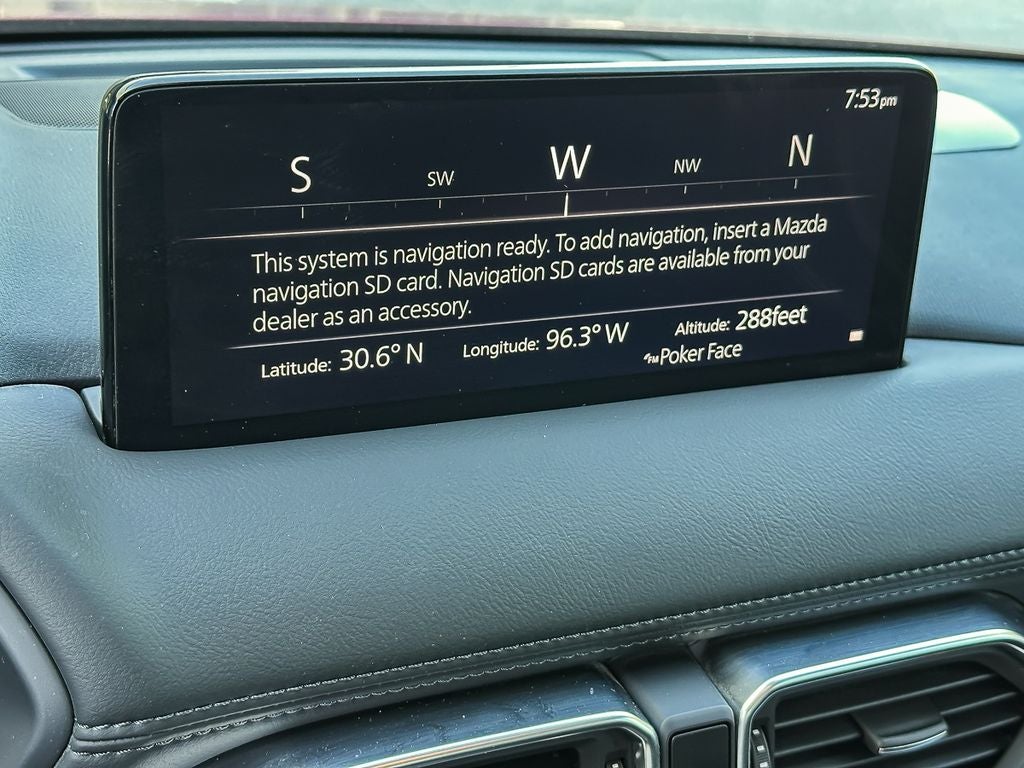 7:53pm
S SW W NW N
This system is navigation ready. To add navigation, insert a Mazda
navigation SD card. Navigation SD cards are available from your
dealer as an accessory.
Latitude: 30.6° N Longitude: 96.3° W Altitude: 288feet
FM Poker Face